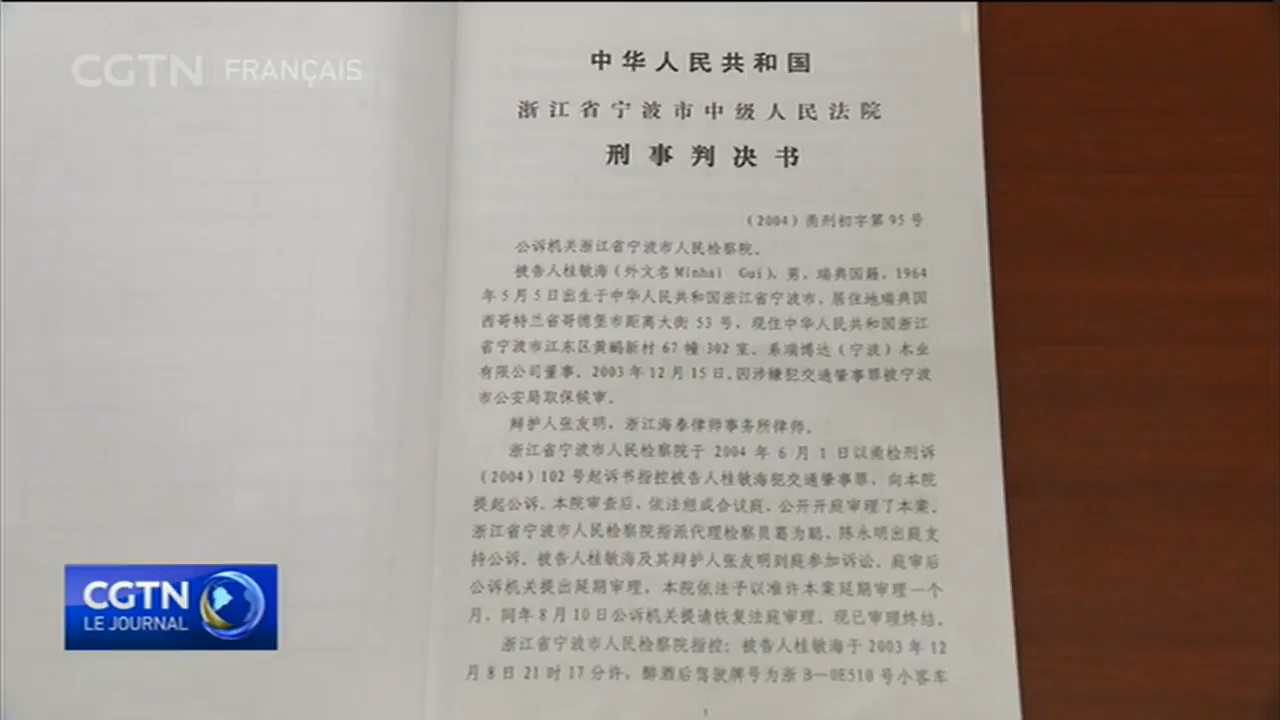 CGTN FRANÇAIS
中华人民共和国
浙江省宁波市中级人民法院
刑事判决书
(2004)甬刑初字第95号
公诉机关浙江省宁波市人民检察院。
被告人桂敏海(外文名Minhai Gui),男,瑞典国籍,1964
年5月5日出生于中华人民共和国浙江省宁波市,居住地瑞典国
西哥特兰省哥德堡市距离大街53号,现住中华人民共和国浙江
省宁波市江东区黄鹂新村67幢302室,系瑞博达(宁波)木业
有限公司董事。2003年12月15日,因涉嫌犯交通肇事罪被宁波
市公安局取保候审。
辩护人张友明,浙江海泰律师事务所律师。
浙江省宁波市人民检察院于2004年6月1日以甬检刑诉
(2004)102号起诉书指控被告人桂敏海犯交通肇事罪,向本院
提起公诉。本院审查后,依法组成合议庭,公开开庭审理了本案。
浙江省宁波市人民检察院指派代理检察员葛为聪、陈永明出庭支
持公诉,被告人桂敏海及其辩护人张友明到庭参加诉讼。庭审后
公诉机关提出延期审理,本院依法予以准许本案延期审理一个
月,同年8月10日公诉机关提请恢复法庭审理。现已审理终结。
浙江省宁波市人民检察院指控:被告人桂敏海于2003年12
月8日21时17分许,醉酒后驾驶牌号为浙B—0E510号小客车
1
CGTN
LE JOURNAL